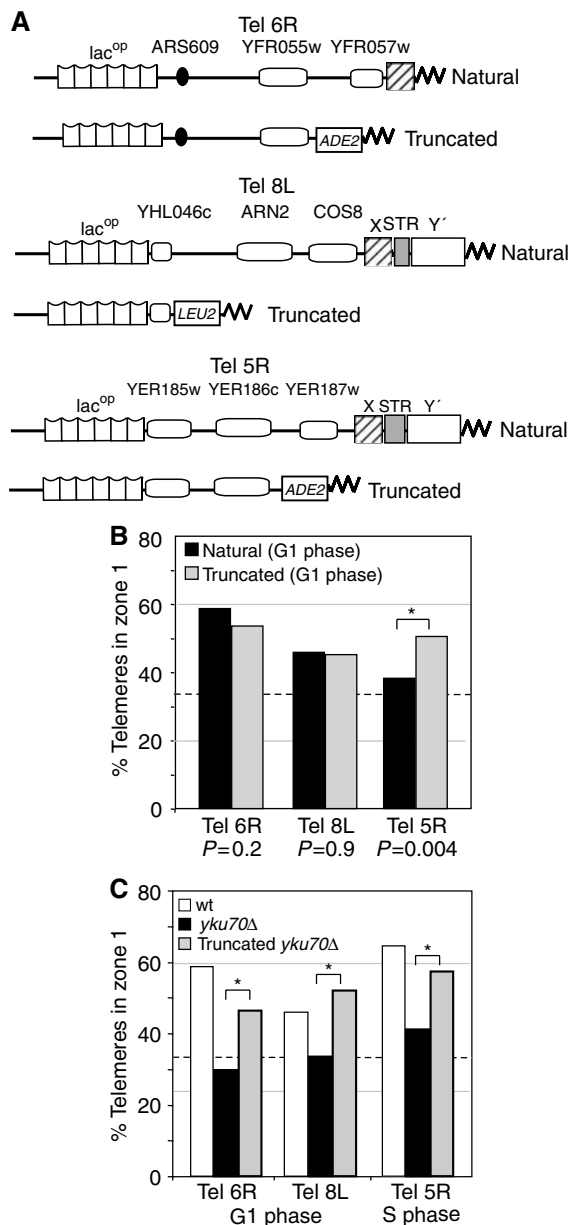 A
Tel 6R
lac^op ARS609 YFR055w YFR057w
Natural
ADE2
Truncated
Tel 8L
lac^op YHL046c ARN2 COS8 X STR Y´
Natural
LEU2
Truncated
Tel 5R
lac^op YER185w YER186c YER187w X STR Y´
Natural
ADE2
Truncated
B
% Telemeres in zone 1
80
60
40
20
0
Natural (G1 phase)
Truncated (G1 phase)
*
Tel 6R Tel 8L Tel 5R
P=0.2 P=0.9 P=0.004
C
% Telomeres in zone 1
80
60
40
20
0
wt
yku70Δ
Truncated yku70Δ
* * *
Tel 6R Tel 8L Tel 5R
G1 phase S phase